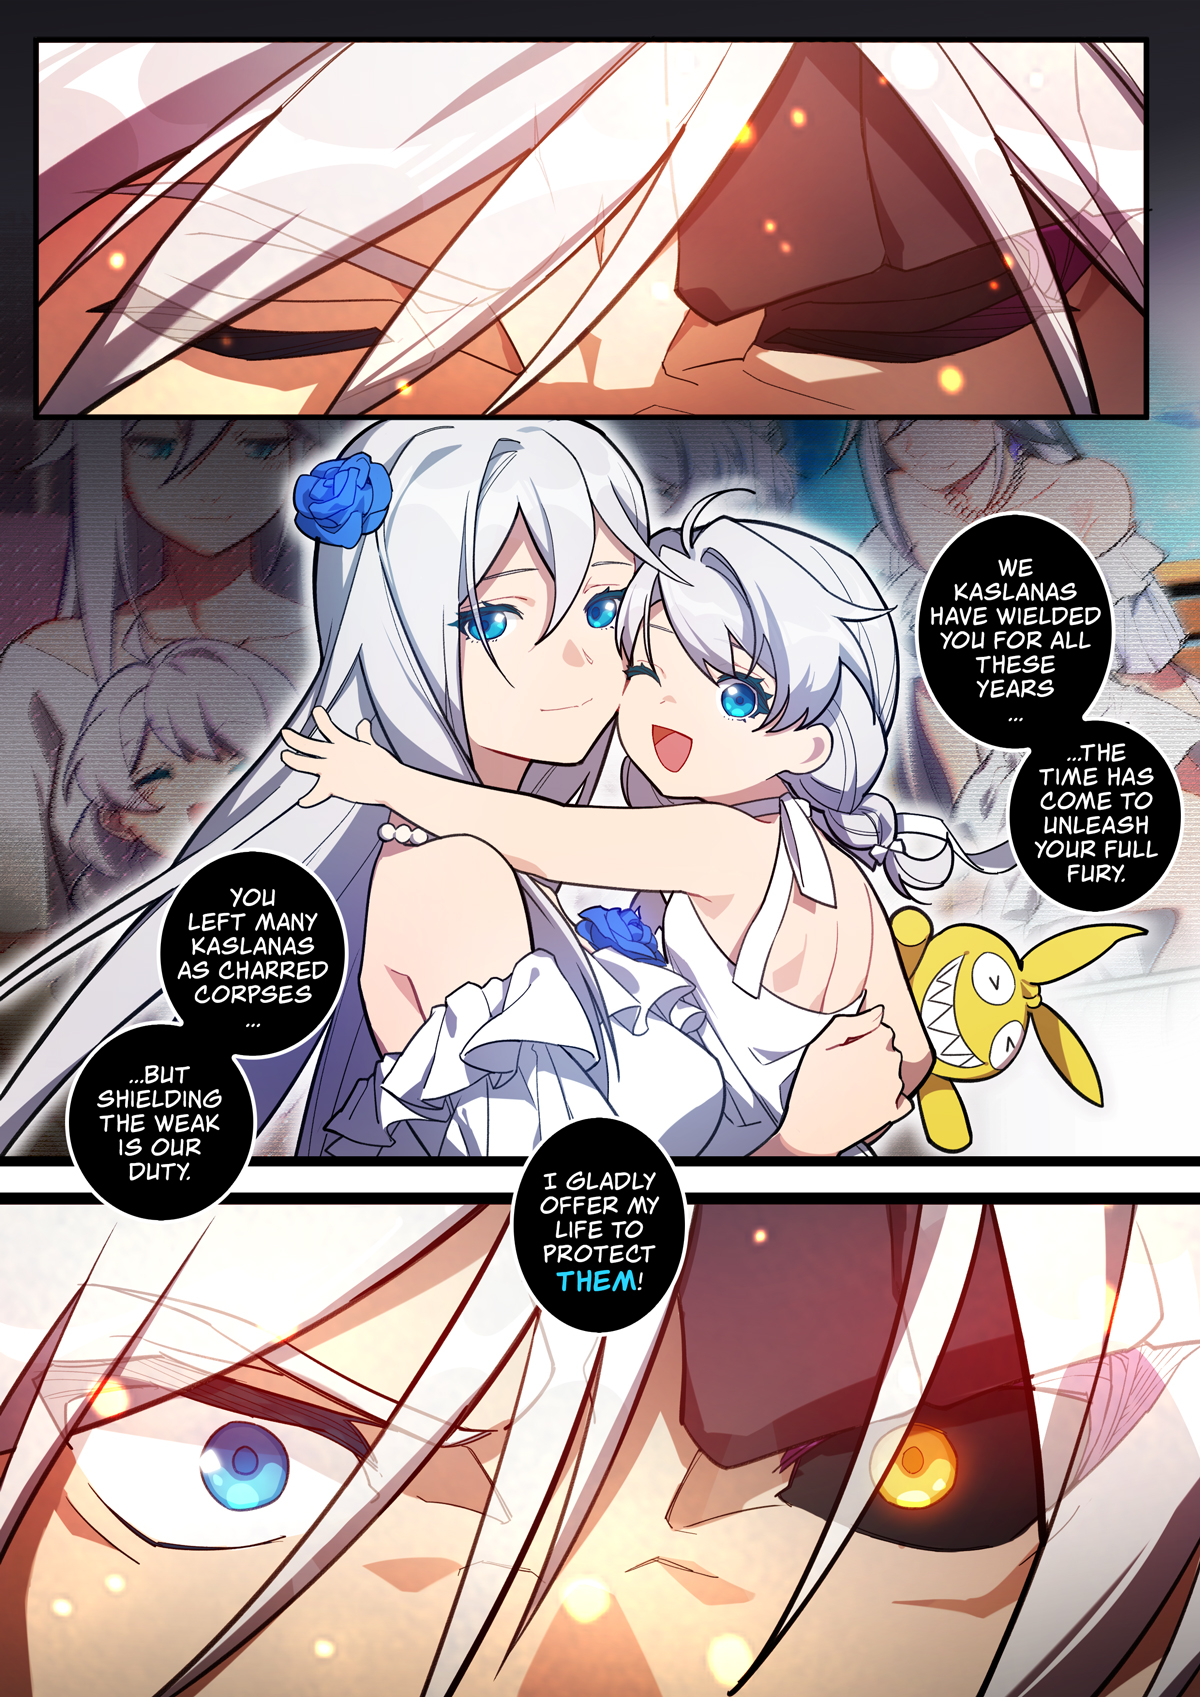 WE
KASLANAS
HAVE WIELDED
YOU FOR ALL
THESE
YEARS
...
...THE
TIME HAS
COME TO
UNLEASH
YOUR FULL
FURY.
YOU
LEFT MANY
KASLANAS
AS CHARRED
CORPSES
...
...BUT
SHIELDING
THE WEAK
IS OUR
DUTY.
I GLADLY
OFFER MY
LIFE TO
PROTECT
THEM!